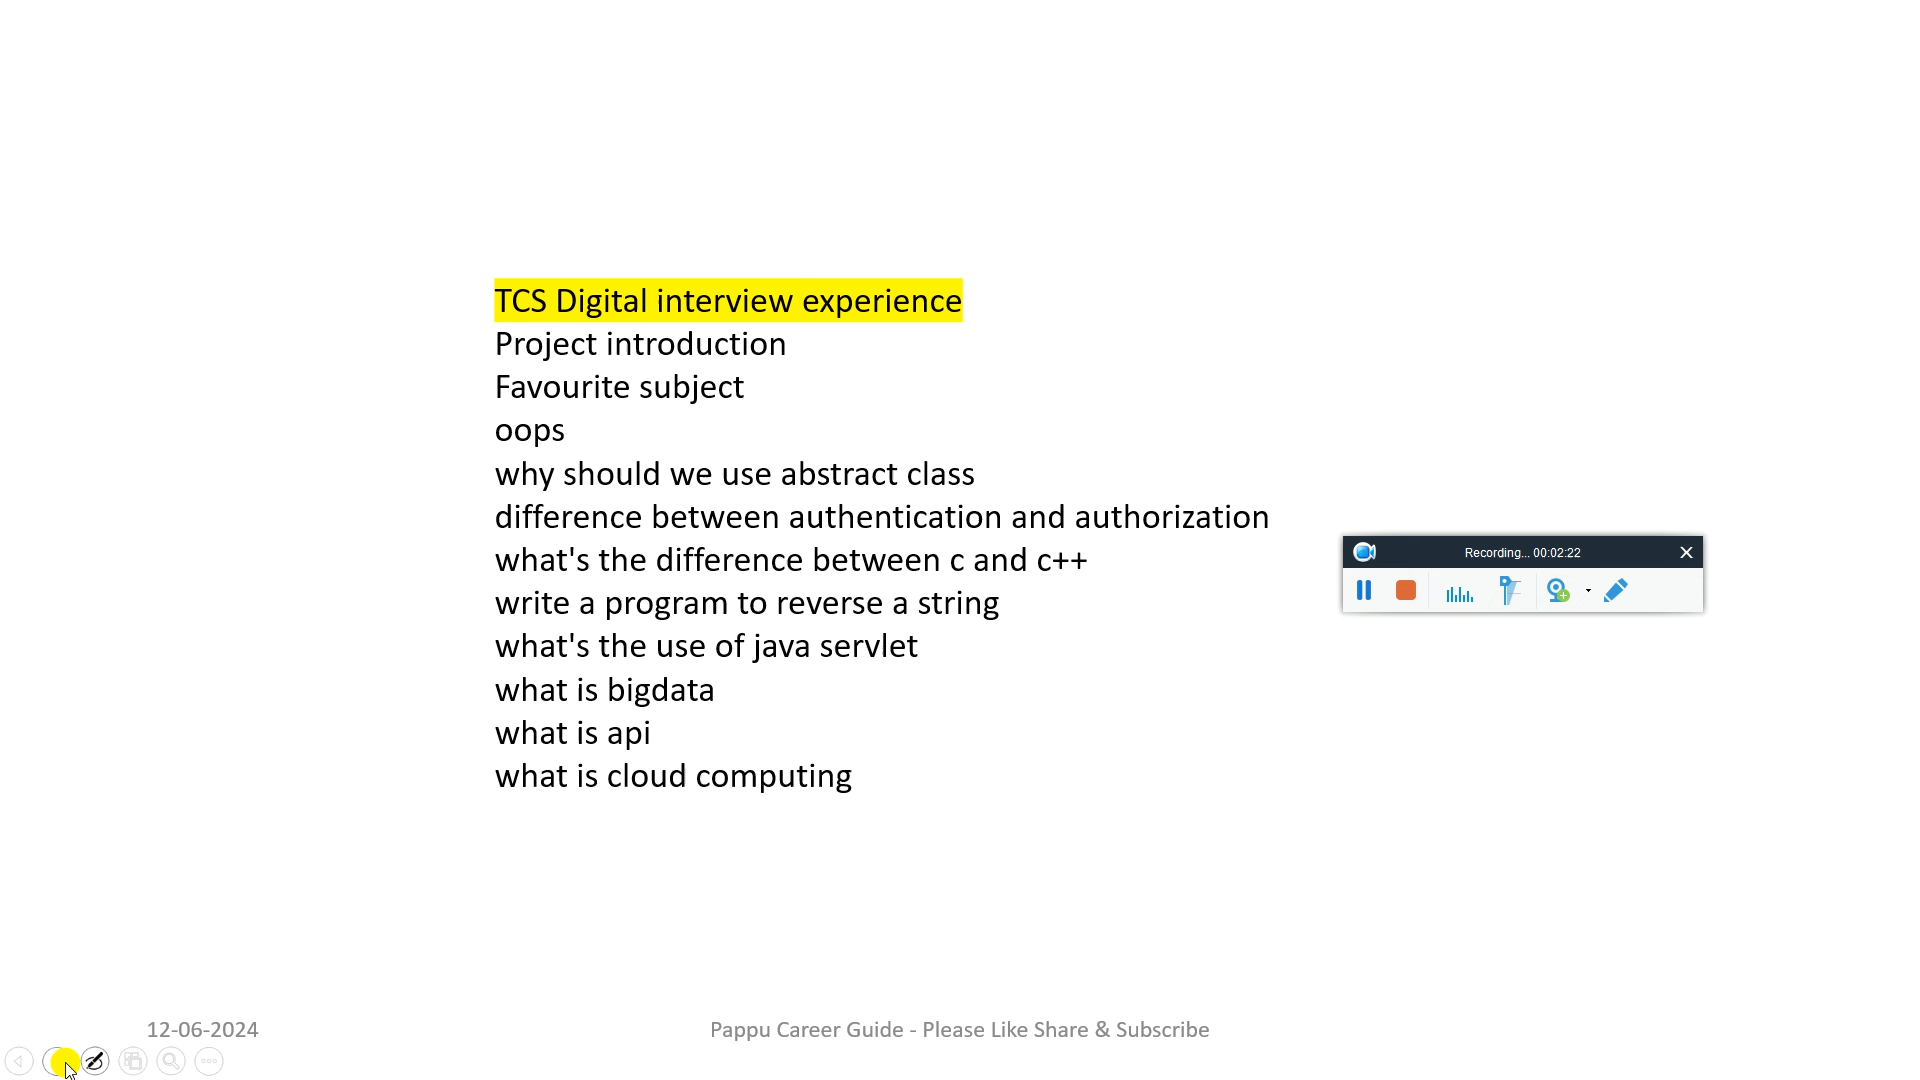 TCS Digital interview experience
Project introduction
Favourite subject
oops
why should we use abstract class
difference between authentication and authorization
what's the difference between c and c++
write a program to reverse a string
what's the use of java servlet
what is bigdata
what is api
what is cloud computing
Recording... 00:02:22
12-06-2024
Pappu Career Guide - Please Like Share & Subscribe